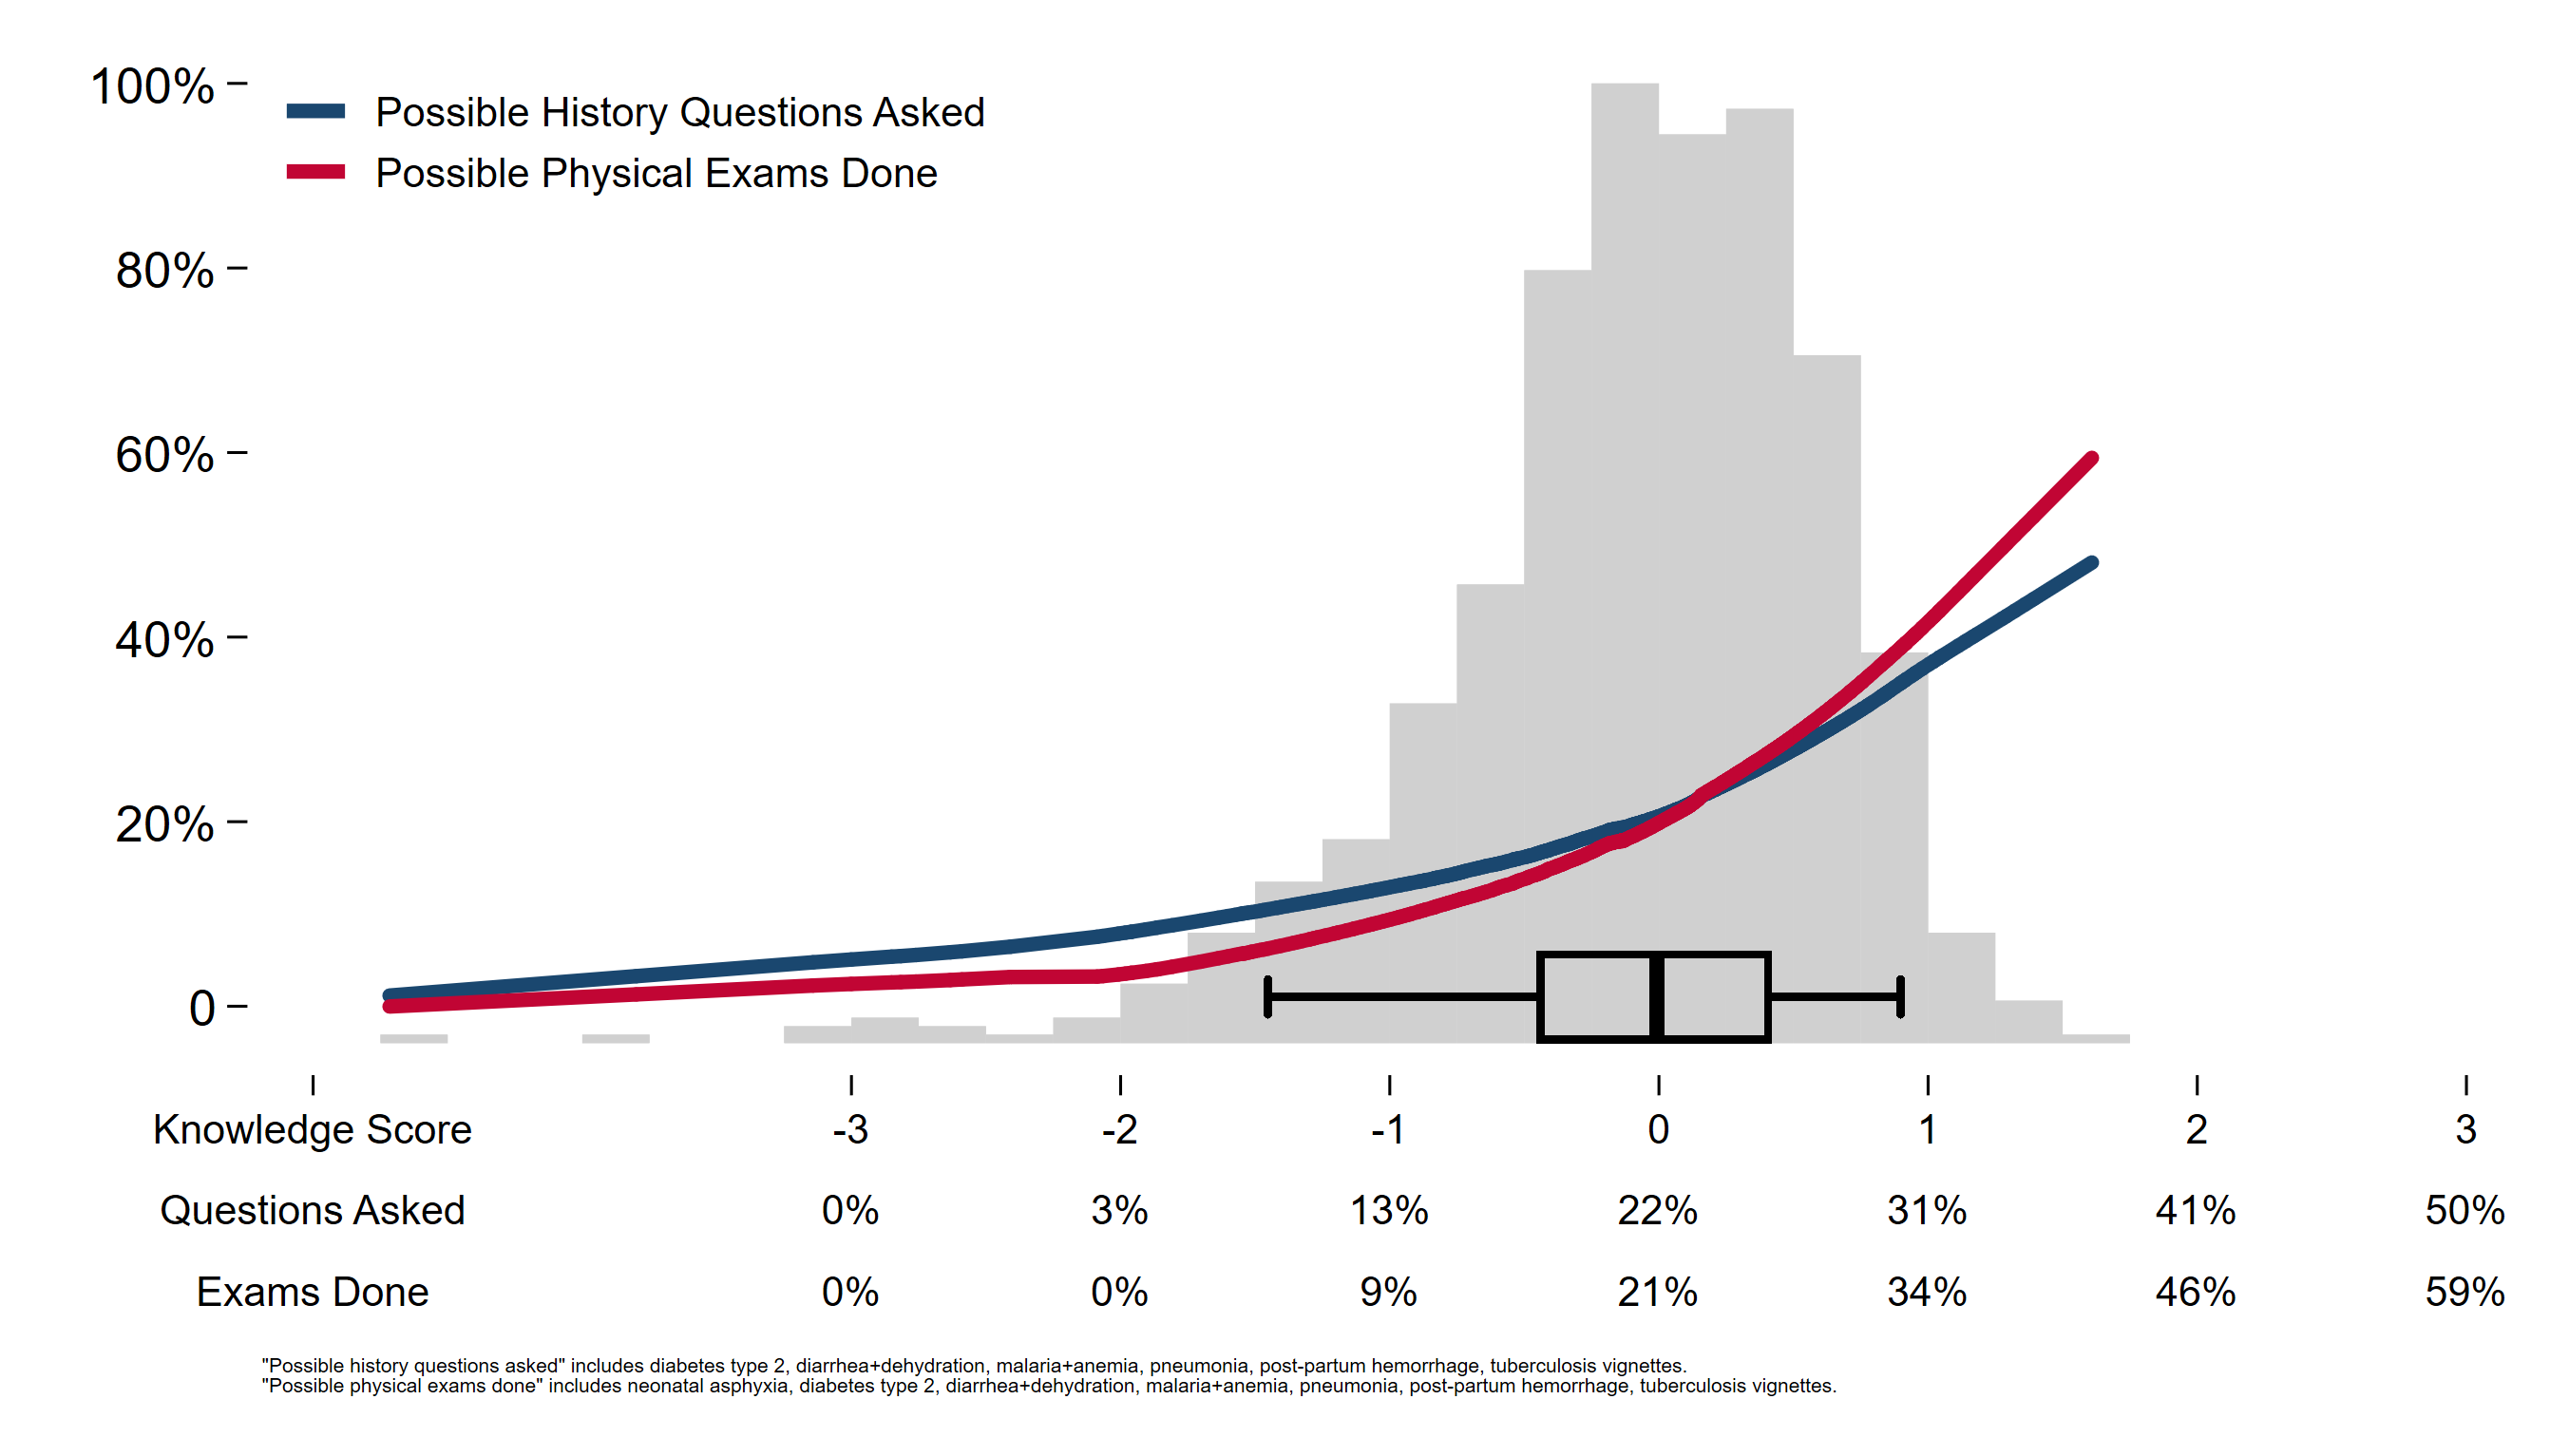 100%
80%
60%
40%
20%
0
Possible History Questions Asked
Possible Physical Exams Done
Knowledge Score -3 -2 -1 0 1 2 3
Questions Asked 0% 3% 13% 22% 31% 41% 50%
Exams Done 0% 0% 9% 21% 34% 46% 59%
"Possible history questions asked" includes diabetes type 2, diarrhea+dehydration, malaria+anemia, pneumonia, post-partum hemorrhage, tuberculosis vignettes.
"Possible physical exams done" includes neonatal asphyxia, diabetes type 2, diarrhea+dehydration, malaria+anemia, pneumonia, post-partum hemorrhage, tuberculosis vignettes.